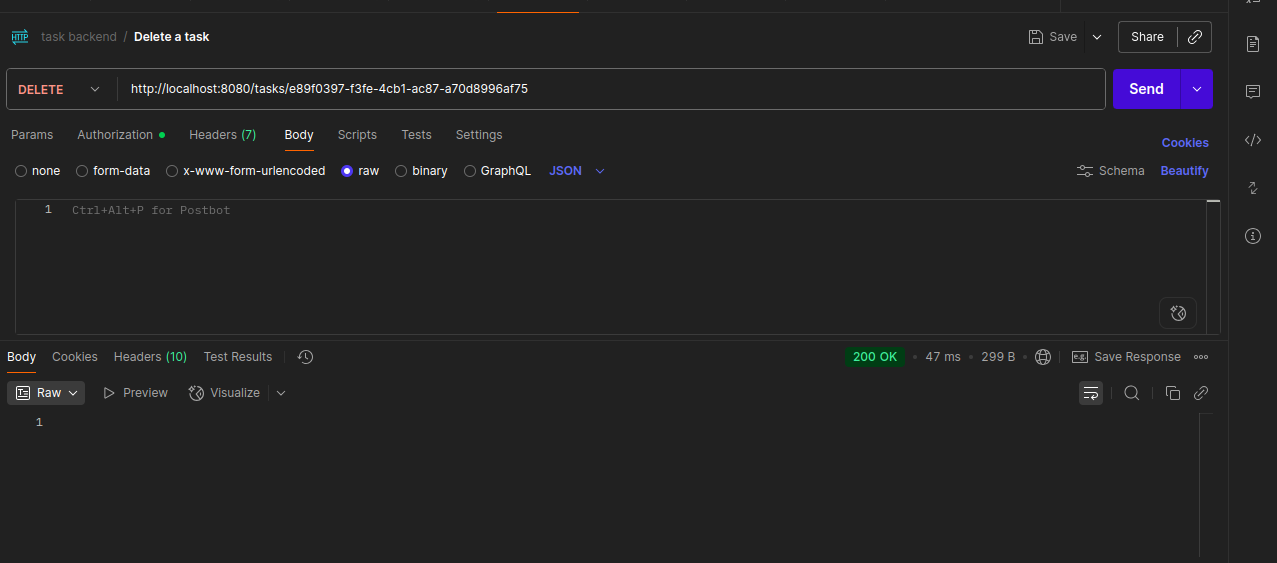 HTTP task backend / Delete a task Save Share
DELETE http://localhost:8080/tasks/e89f0397-f3fe-4cb1-ac87-a70d8996af75 Send
Params Authorization Headers (7) Body Scripts Tests Settings Cookies
none form-data x-www-form-urlencoded raw binary GraphQL JSON Schema Beautify
1 Ctrl+Alt+P for Postbot
Body Cookies Headers (10) Test Results 200 OK • 47 ms • 299 B • e.g. Save Response
Raw Preview Visualize
1